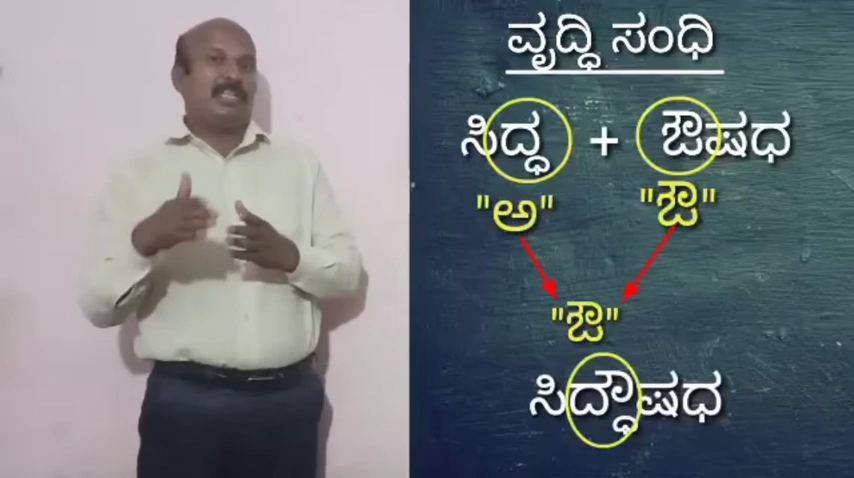 ವೃದ್ಧಿ ಸಂಧಿ
ಸಿದ್ಧ + ಔಷಧ
"ಅ" "ಔ"
"ಔ"
ಸಿದ್ಧೌಷಧ